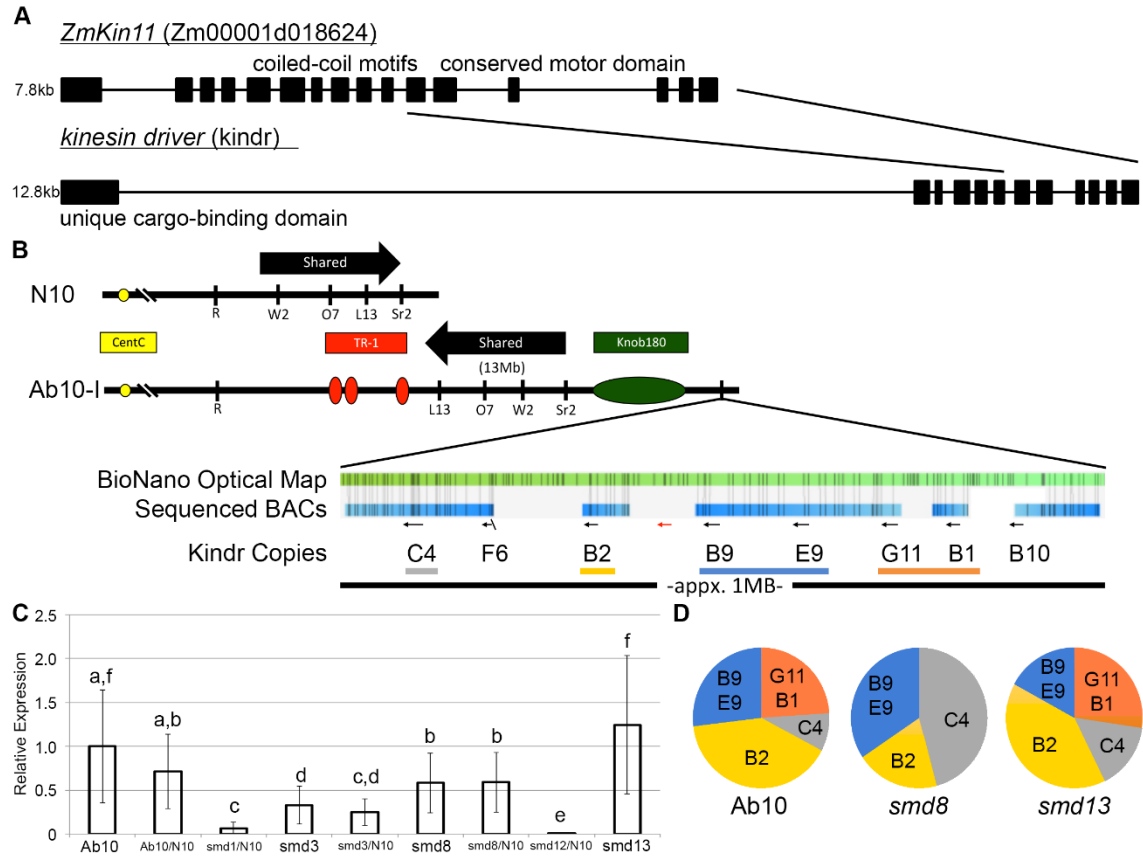 A
ZmKin11 (Zm00001d018624)
coiled-coil motifs conserved motor domain
7.8kb
kinesin driver (kindr)
12.8kb
unique cargo-binding domain
B
Shared
N10
R W2 O7 L13 Sr2
CentC TR-1 Shared Knob180
(13Mb)
Ab10-I
R L13 O7 W2 Sr2
BioNano Optical Map
Sequenced BACs
Kindr Copies C4 F6 B2 B9 E9 G11 B1 B10
-appx. 1MB-
C
Relative Expression
2.5
2.0
1.5
1.0
0.5
0
a,f a,b c d c,d b b e f
Ab10 Ab10/N10 smd1/N10 smd3 smd3/N10 smd8 smd8/N10 smd12/N10 smd13
D
B9
E9
G11
B1
C4
B2
Ab10
B9
E9
C4
B2
smd8
B9
E9
G11
B1
B2
C4
smd13